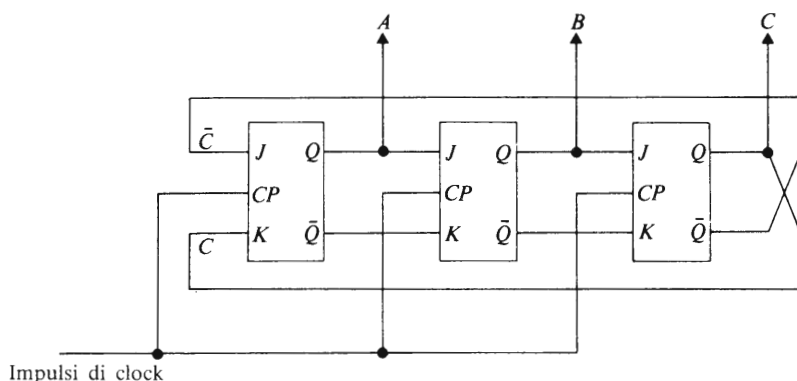 A B C
C̄
J Q J Q J Q
CP CP CP
C
K Q̄ K Q̄ K Q̄
Impulsi di clock